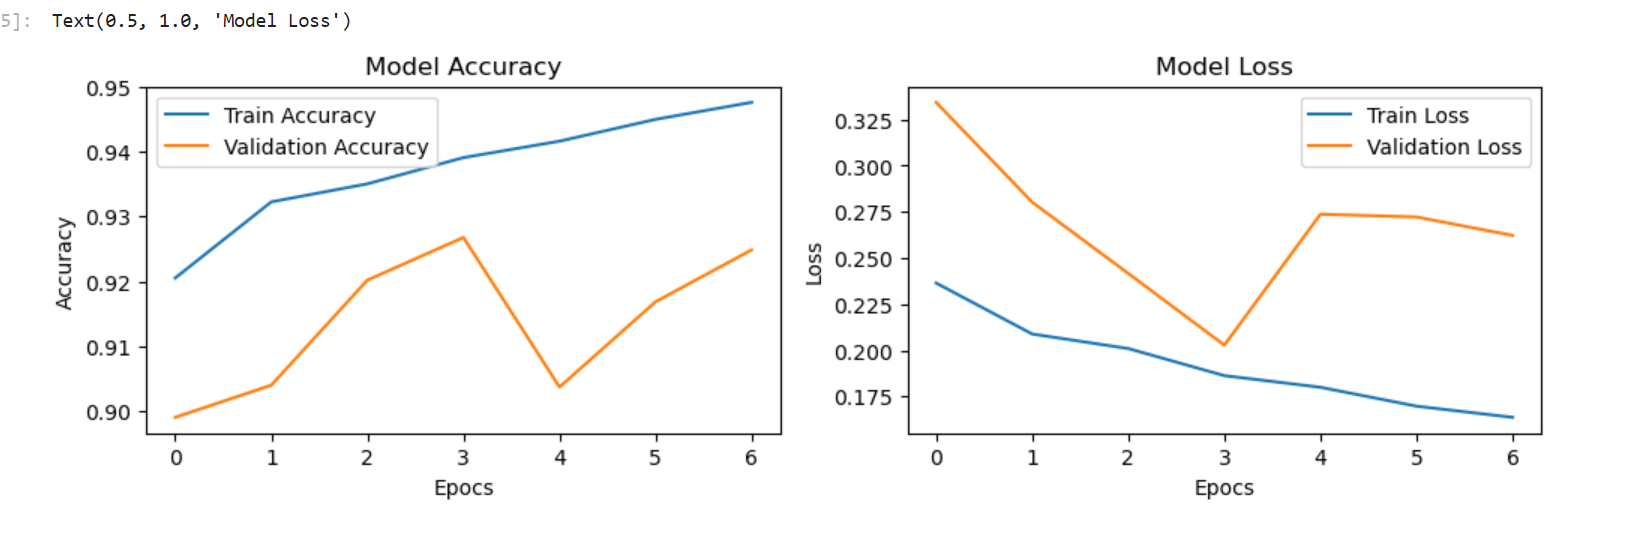 5]: Text(0.5, 1.0, 'Model Loss')
Model Accuracy
0.95
0.94
0.93
0.92
0.91
0.90
Accuracy
Train Accuracy
Validation Accuracy
0 1 2 3 4 5 6
Epocs
Model Loss
0.325
0.300
0.275
0.250
0.225
0.200
0.175
Loss
Train Loss
Validation Loss
0 1 2 3 4 5 6
Epocs